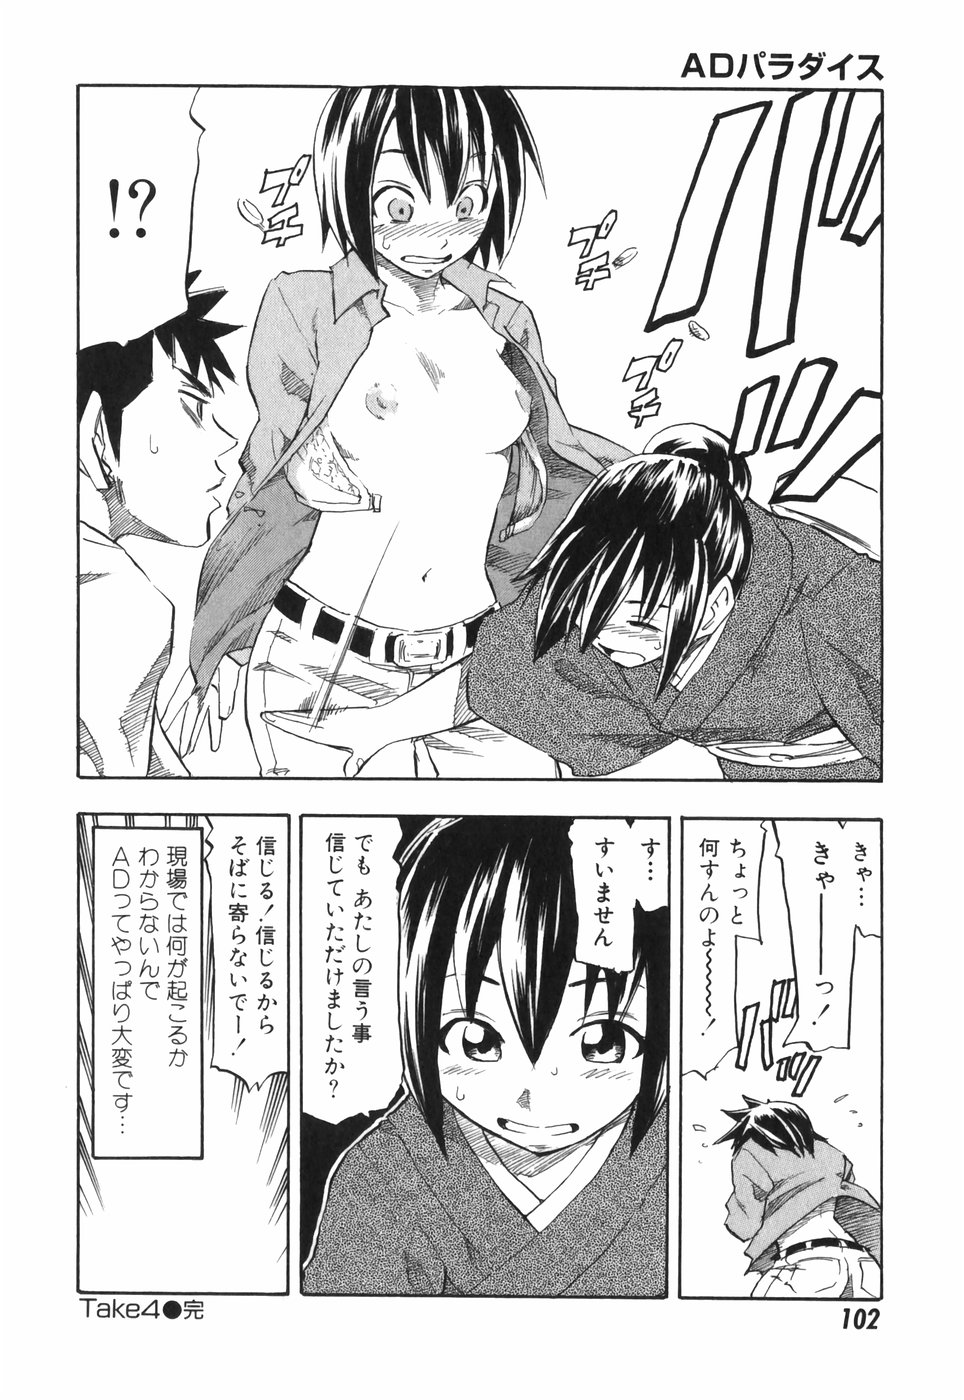 ADパラダイス
バババ
プチ
プチ
プチ
!?
きゃ…
きゃーーっ!
ちょっと
何すんのよ～～～!
す…
すいません
でも あたしの言う事
信じていただけましたか?
信じる!信じるから
そばに寄らないでー!
現場では何が起こるか
わからないんで
ADってやっぱり大変です…
Take4●完
102